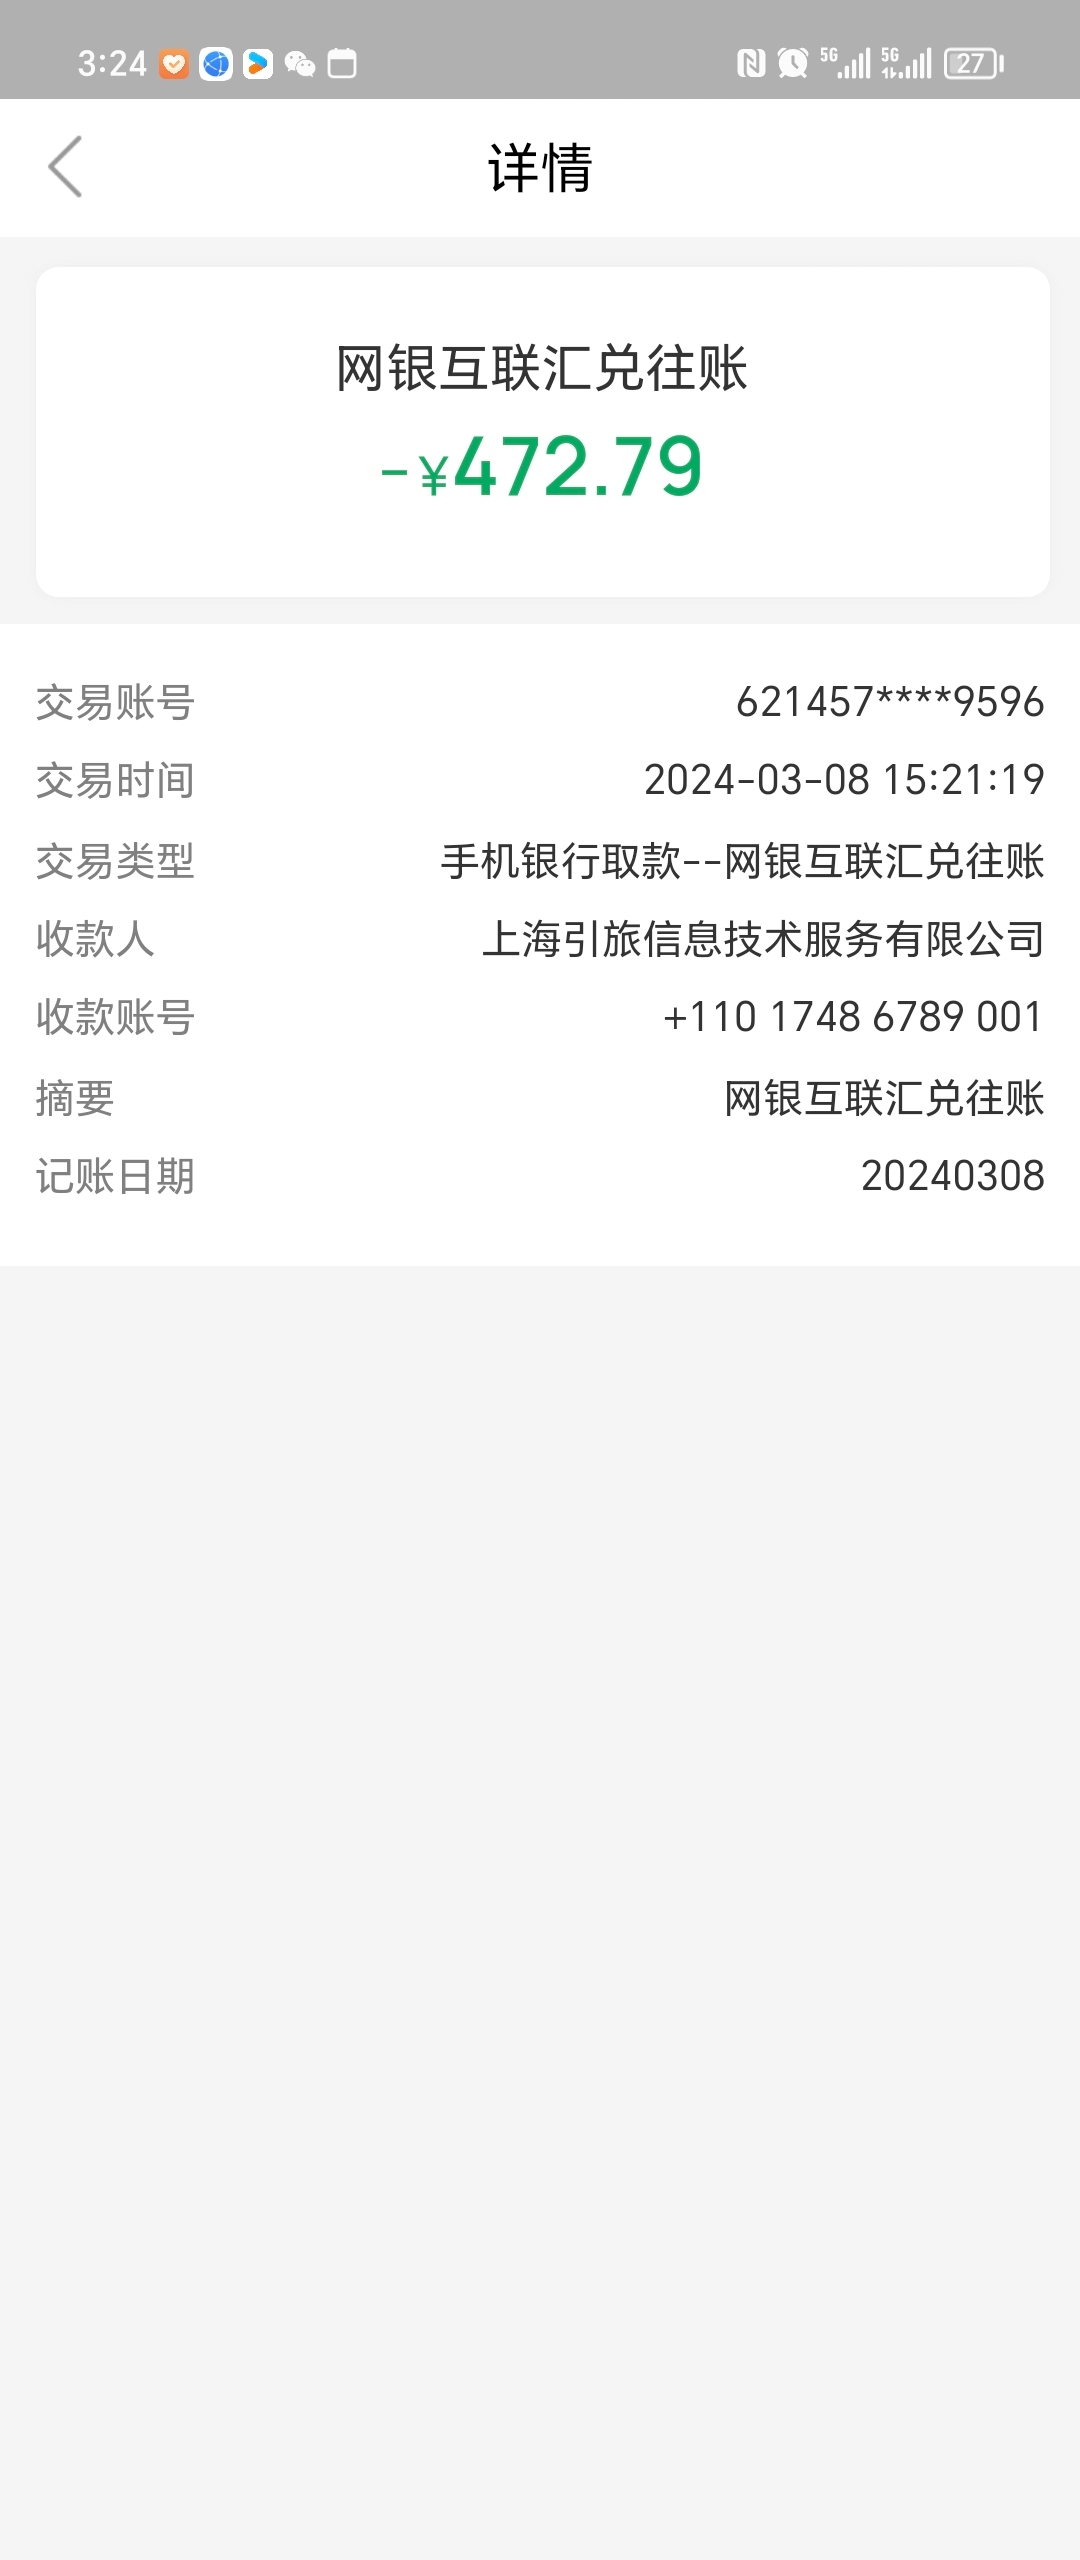 3:24
5G 5G 27
详情
网银互联汇兑往账
-¥472.79
交易账号 621457****9596
交易时间 2024-03-08 15:21:19
交易类型 手机银行取款--网银互联汇兑往账
收款人 上海引旅信息技术服务有限公司
收款账号 +110 1748 6789 001
摘要 网银互联汇兑往账
记账日期 20240308